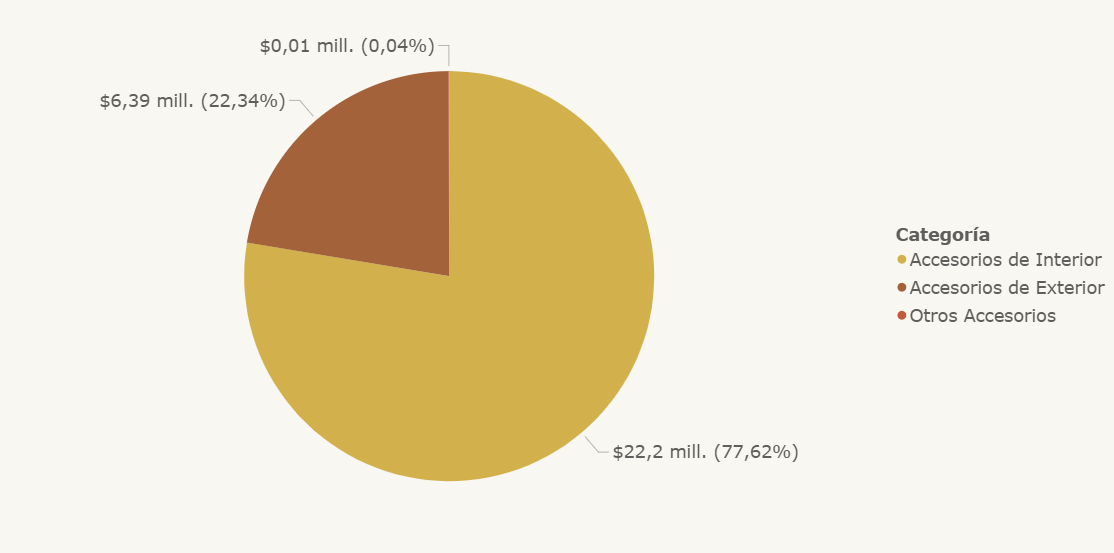 $0,01 mill. (0,04%)
$6,39 mill. (22,34%)
Categoría
Accesorios de Interior
Accesorios de Exterior
Otros Accesorios
$22,2 mill. (77,62%)